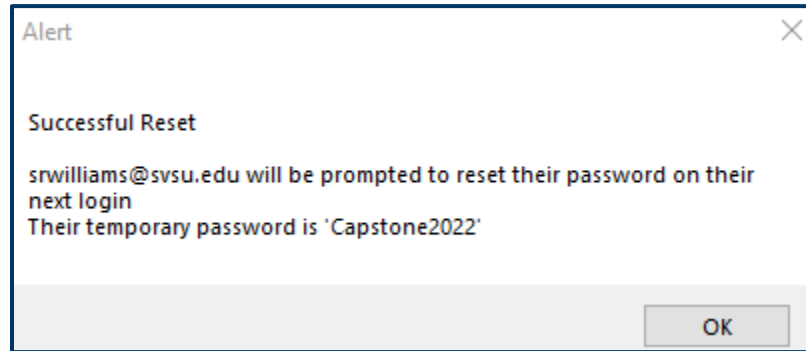 Alert
Successful Reset
srwilliams@svsu.edu will be prompted to reset their password on their
next login
Their temporary password is 'Capstone2022'
OK